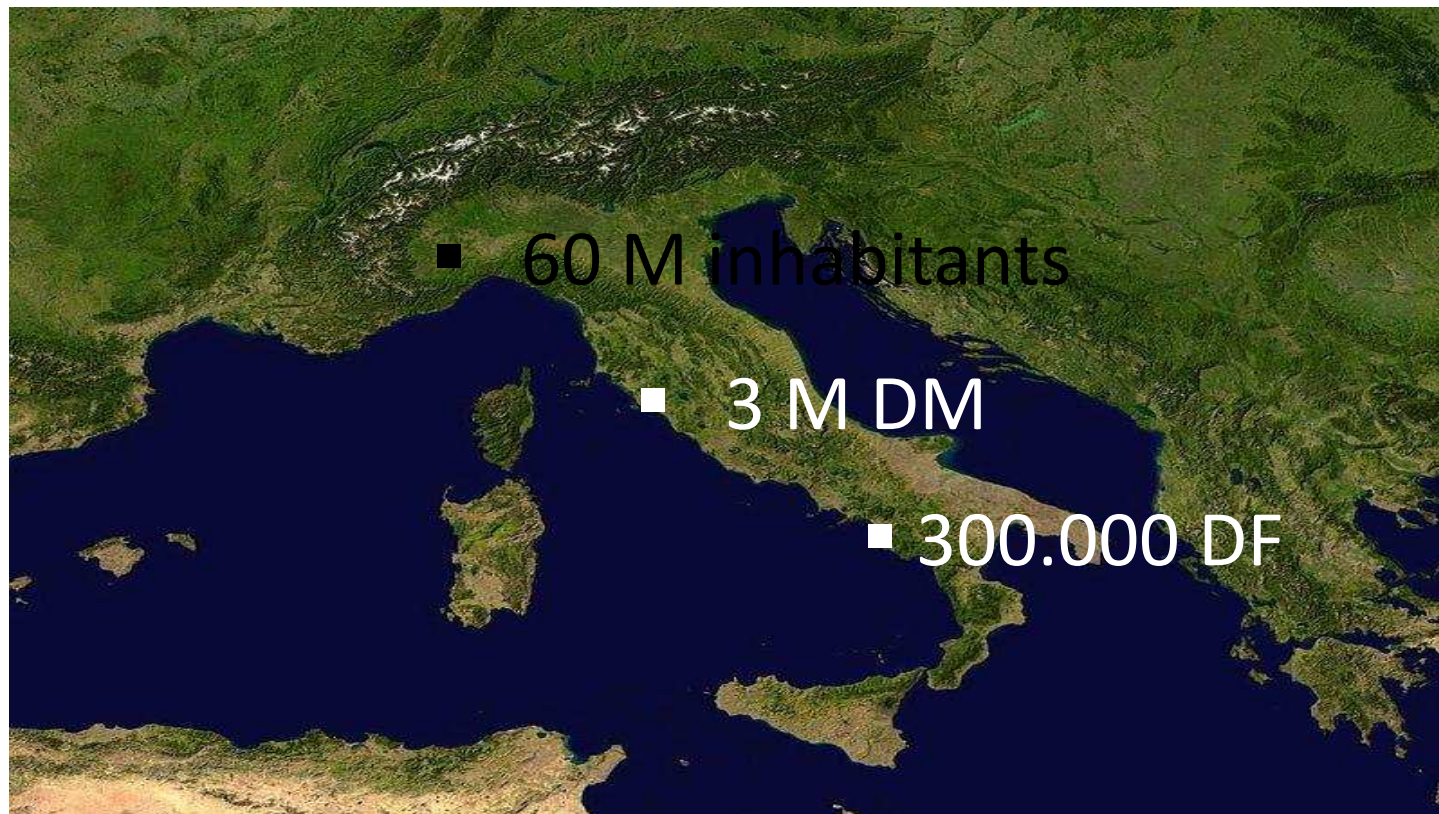 ▪ 60 M inhabitants
▪ 3 M DM
▪ 300.000 DF